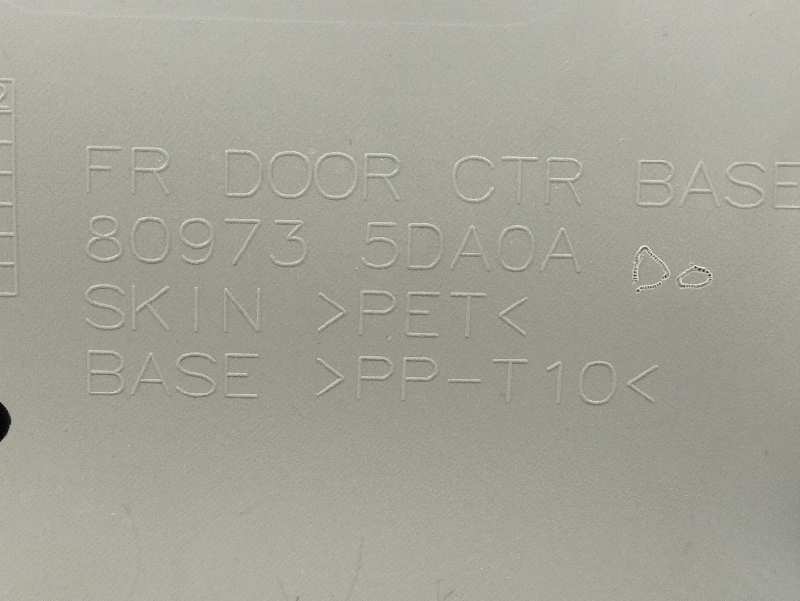 FR DOOR CTR BASE
80973 5DA0A
SKIN >PET<
BASE >PP-T10<